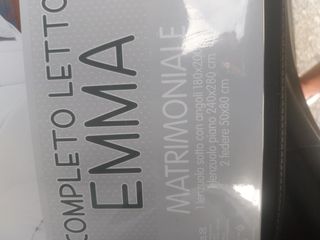 COMPLETO LETTO
EMMA
MATRIMONIALE
1 lenzuolo sotto con angoli 180x200
1 lenzuolo piano 240x280 cm
2 federe 50x80 cm